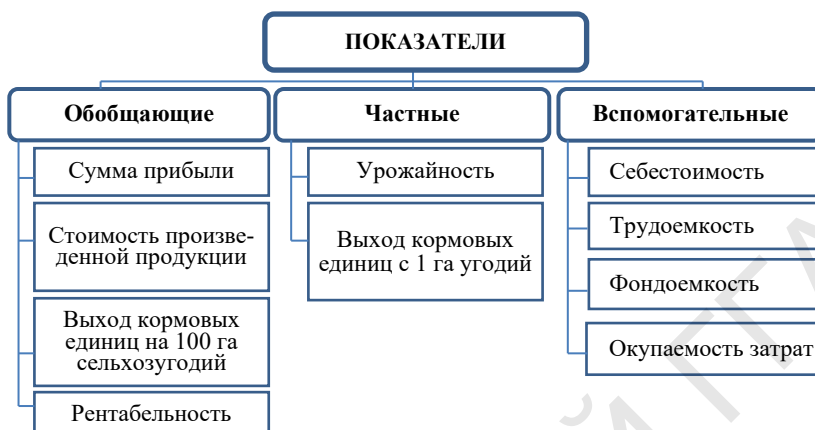 ПОКАЗАТЕЛИ
Обобщающие
Сумма прибыли
Стоимость произве-
денной продукции
Выход кормовых
единиц на 100 га
сельхозугодий
Рентабельность
Частные
Урожайность
Выход кормовых
единиц с 1 га угодий
Вспомогательные
Себестоимость
Трудоемкость
Фондоемкость
Окупаемость затрат